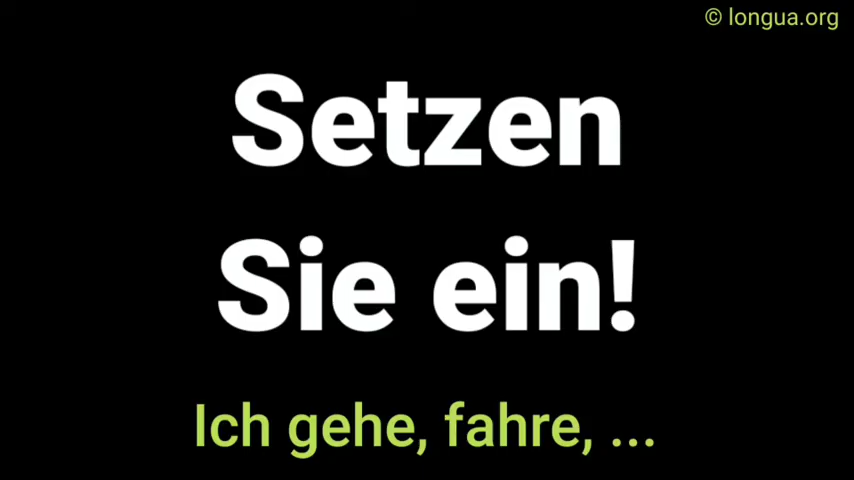 © longua.org
Setzen
Sie ein!
Ich gehe, fahre, ...